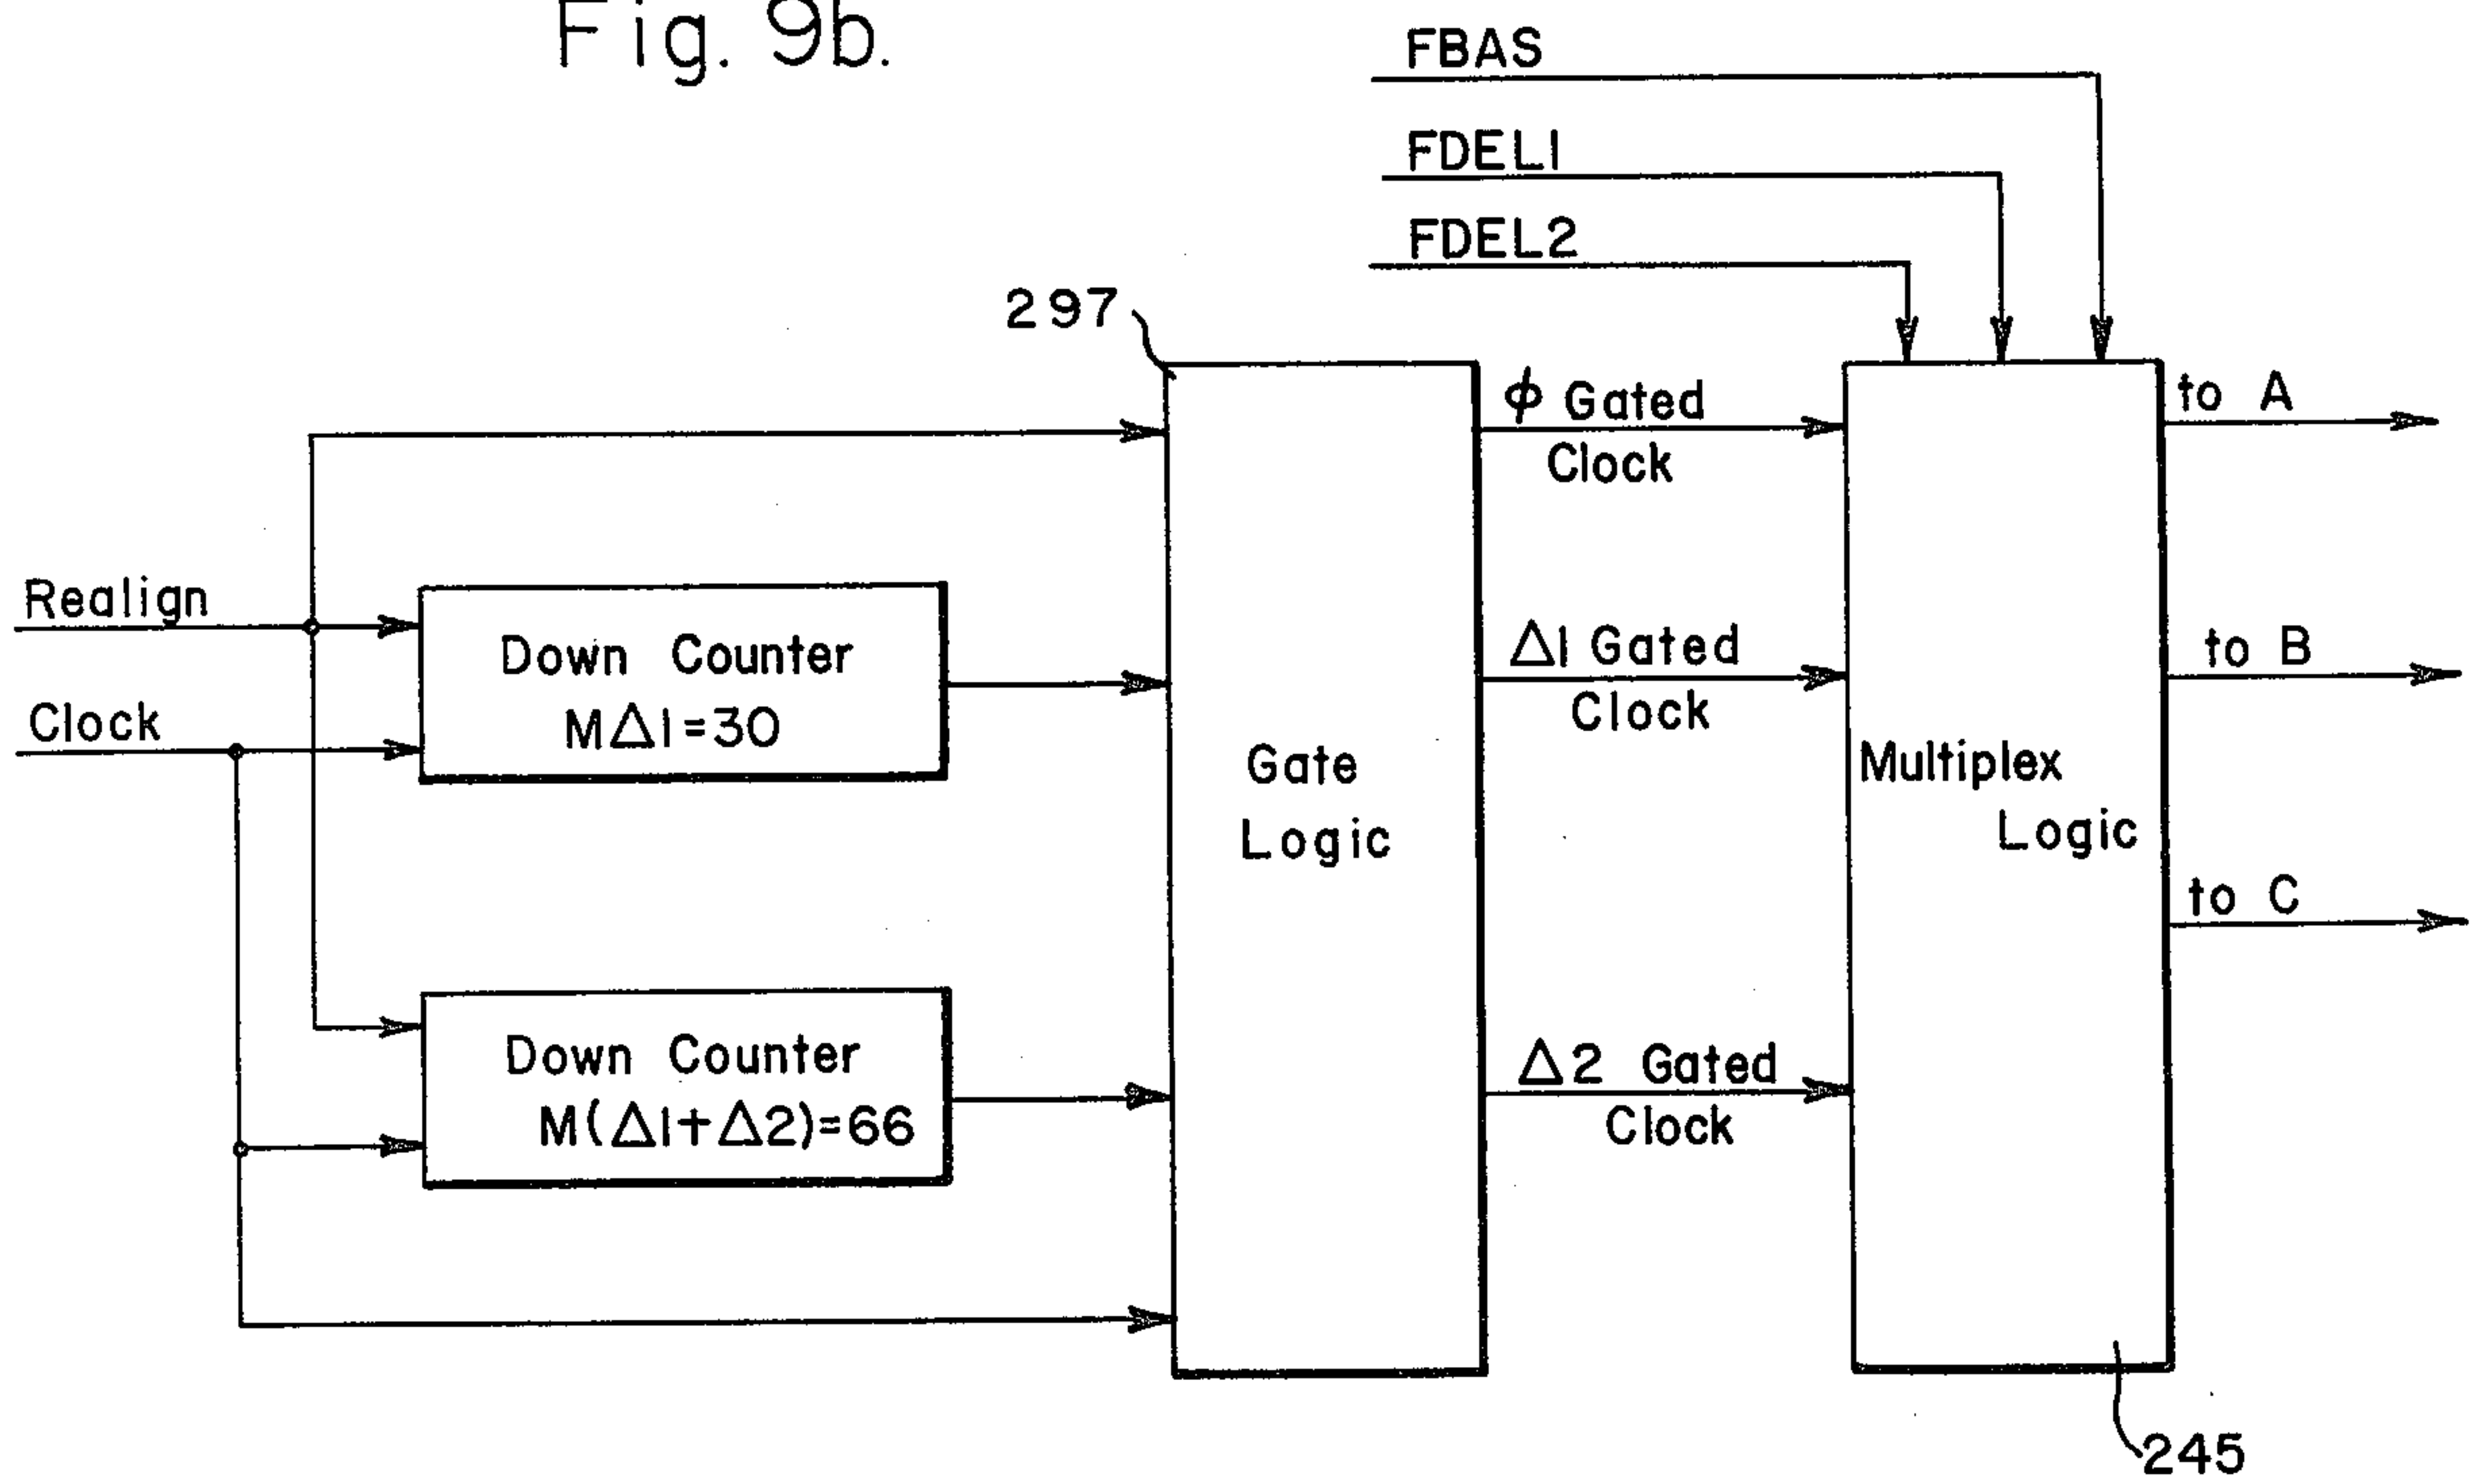 Fig. 9b.
FBAS
FDEL1
FDEL2
297
ϕ Gated
Clock
to A
Realign
Down Counter
MΔ1=30
Clock
Δ1 Gated
Clock
to B
Gate
Logic
Multiplex
Logic
to C
Down Counter
M(Δ1+Δ2)=66
Δ2 Gated
Clock
245